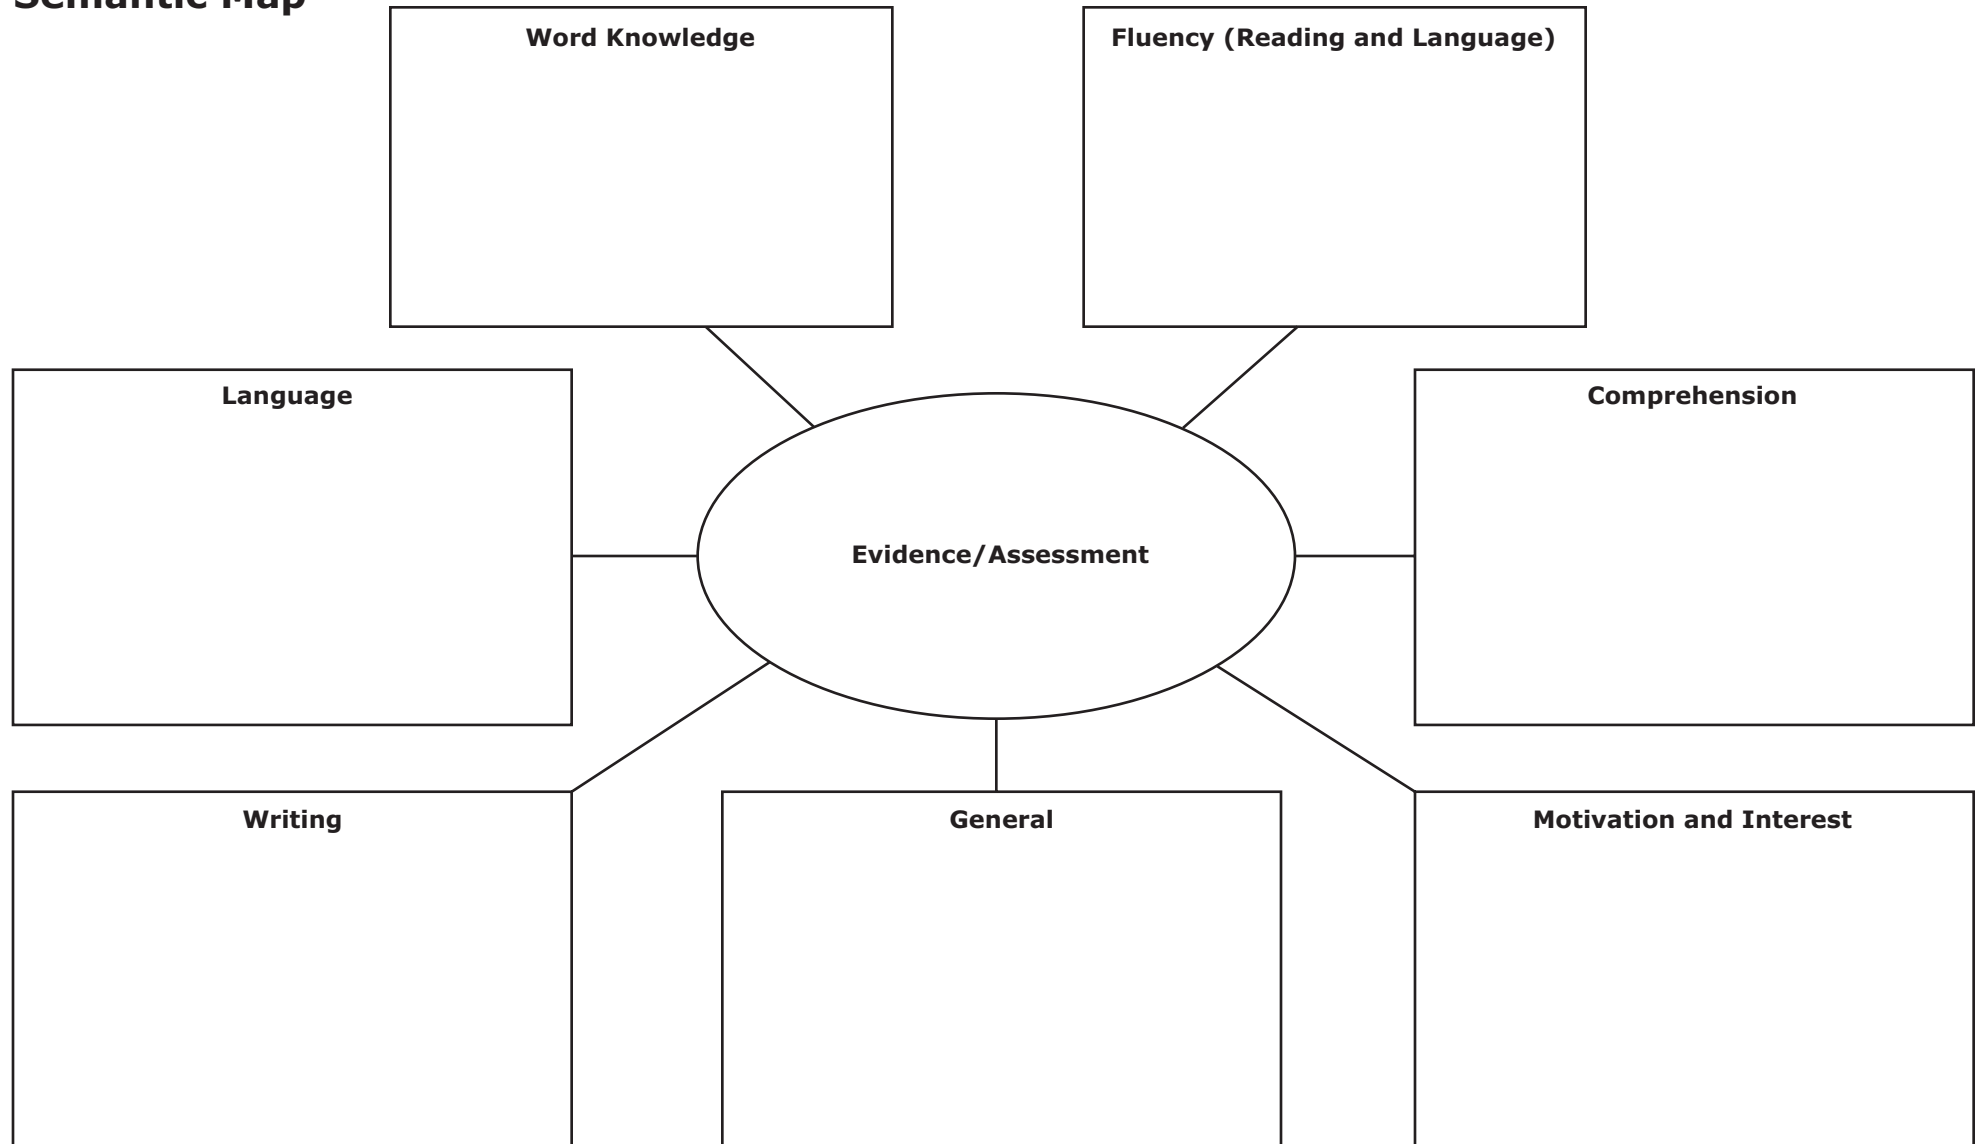 Semantic Map
Word Knowledge
Fluency (Reading and Language)
Language
Comprehension
Evidence/Assessment
Writing
General
Motivation and Interest